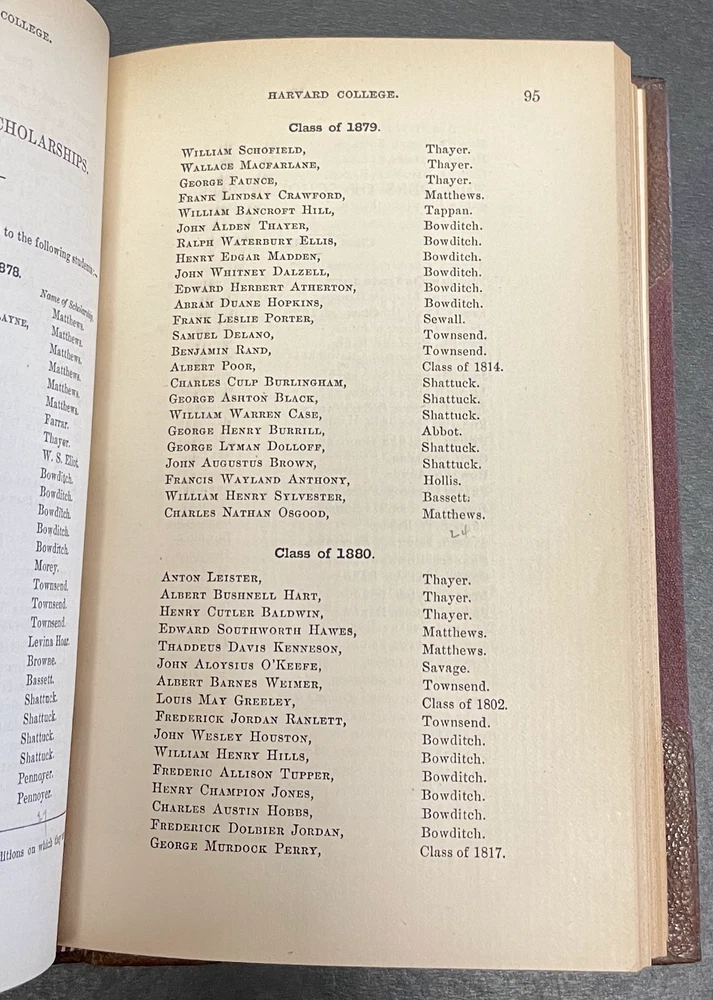 COLLEGE.
SCHOLARSHIPS.
to the following students:—
878.
Name of Scholarship.
AYNE,
Matthews.
Matthews.
Matthews.
Matthews.
Matthews.
Matthews.
Farrar.
Thayer.
W. S. Eliot.
Bowditch.
Bowditch.
Bowditch.
Bowditch.
Bowditch.
Morey.
Townsend.
Townsend.
Townsend.
Levina Hoar.
Browne.
Bassett.
Shattuck.
Shattuck.
Shattuck.
Shattuck.
Pennoyer.
Pennoyer.
ditions on which they
HARVARD COLLEGE. 95
Class of 1879.
WILLIAM SCHOFIELD, Thayer.
WALLACE MACFARLANE, Thayer.
GEORGE FAUNCE, Thayer.
FRANK LINDSAY CRAWFORD, Matthews.
WILLIAM BANCROFT HILL, Tappan.
JOHN ALDEN THAYER, Bowditch.
RALPH WATERBURY ELLIS, Bowditch.
HENRY EDGAR MADDEN, Bowditch.
JOHN WHITNEY DALZELL, Bowditch.
EDWARD HERBERT ATHERTON, Bowditch.
ABRAM DUANE HOPKINS, Bowditch.
FRANK LESLIE PORTER, Sewall.
SAMUEL DELANO, Townsend.
BENJAMIN RAND, Townsend.
ALBERT POOR, Class of 1814.
CHARLES CULP BURLINGHAM, Shattuck.
GEORGE ASHTON BLACK, Shattuck.
WILLIAM WARREN CASE, Shattuck.
GEORGE HENRY BURRILL, Abbot.
GEORGE LYMAN DOLLOFF, Shattuck.
JOHN AUGUSTUS BROWN, Shattuck.
FRANCIS WAYLAND ANTHONY, Hollis.
WILLIAM HENRY SYLVESTER, Bassett.
CHARLES NATHAN OSGOOD, Matthews.
24
Class of 1880.
ANTON LEISTER, Thayer.
ALBERT BUSHNELL HART, Thayer.
HENRY CUTLER BALDWIN, Thayer.
EDWARD SOUTHWORTH HAWES, Matthews.
THADDEUS DAVIS KENNESON, Matthews.
JOHN ALOYSIUS O'KEEFE, Savage.
ALBERT BARNES WEIMER, Townsend.
LOUIS MAY GREELEY, Class of 1802.
FREDERICK JORDAN RANLETT, Townsend.
JOHN WESLEY HOUSTON, Bowditch.
WILLIAM HENRY HILLS, Bowditch.
FREDERIC ALLISON TUPPER, Bowditch.
HENRY CHAMPION JONES, Bowditch.
CHARLES AUSTIN HOBBS, Bowditch.
FREDERICK DOLBIER JORDAN, Bowditch.
GEORGE MURDOCK PERRY, Class of 1817.